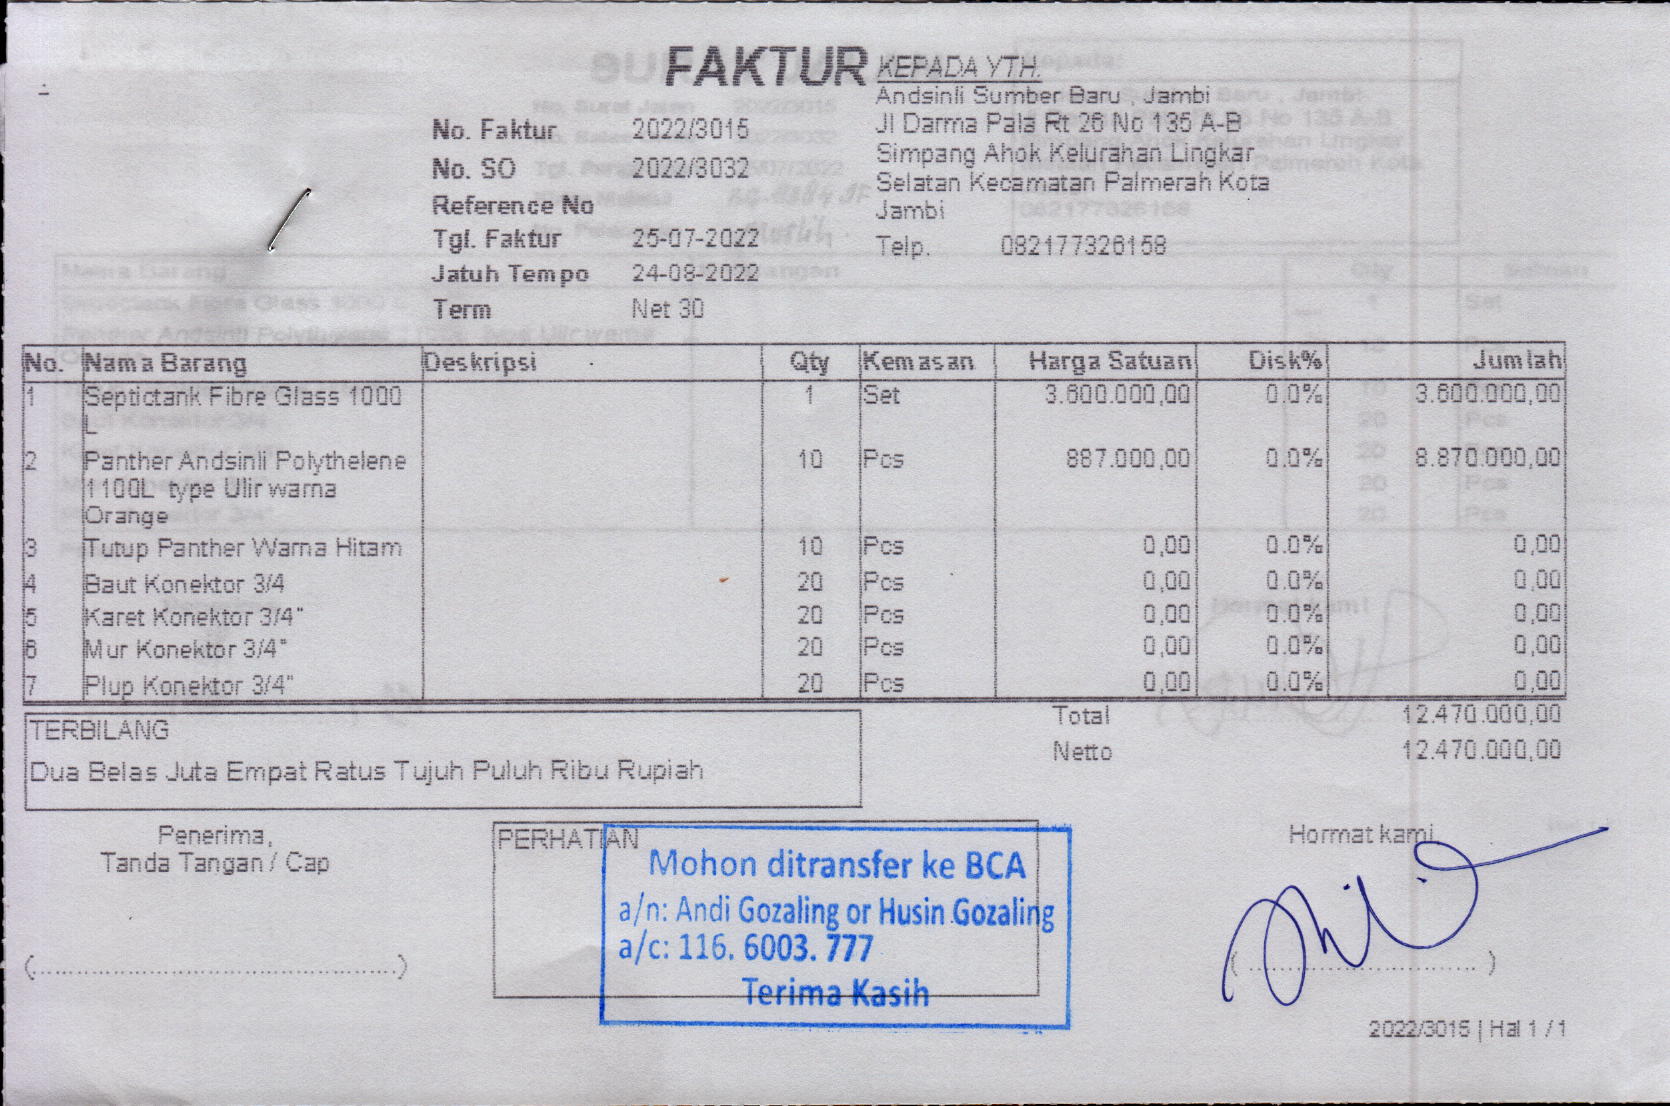 FAKTUR
KEPADA YTH.
Andsinli Sumber Baru , Jambi
Jl Darma Pala Rt 26 No 135 A-B
Simpang Ahok Kelurahan Lingkar
Selatan Kecamatan Palmerah Kota
Jambi
Telp. 082177326158
No. Faktur 2022/3015
No. SO 2022/3032
Reference No
Tgl. Faktur 25-07-2022
Jatuh Tempo 24-08-2022
Term Net 30
No. Nama Barang Deskripsi Qty Kemasan Harga Satuan Disk% Jumlah
1 Septictank Fibre Glass 1000 1 Set 3.600.000,00 0.0% 3.600.000,00
L
2 Panther Andsinli Polythelene 10 Pcs 887.000,00 0.0% 8.870.000,00
1100L type Ulir warna
Orange
3 Tutup Panther Warna Hitam 10 Pcs 0,00 0.0% 0,00
4 Baut Konektor 3/4 20 Pcs 0,00 0.0% 0,00
5 Karet Konektor 3/4" 20 Pcs 0,00 0.0% 0,00
6 Mur Konektor 3/4" 20 Pcs 0,00 0.0% 0,00
7 Plup Konektor 3/4" 20 Pcs 0,00 0.0% 0,00
Total 12.470.000,00
Netto 12.470.000,00
TERBILANG
Dua Belas Juta Empat Ratus Tujuh Puluh Ribu Rupiah
Penerima,
Tanda Tangan / Cap
(..........................................)
PERHATIAN
Mohon ditransfer ke BCA
a/n: Andi Gozaling or Husin Gozaling
a/c: 116. 6003. 777
Terima Kasih
Hormat kami
( .......................... )
2022/3015 | Hal 1 / 1